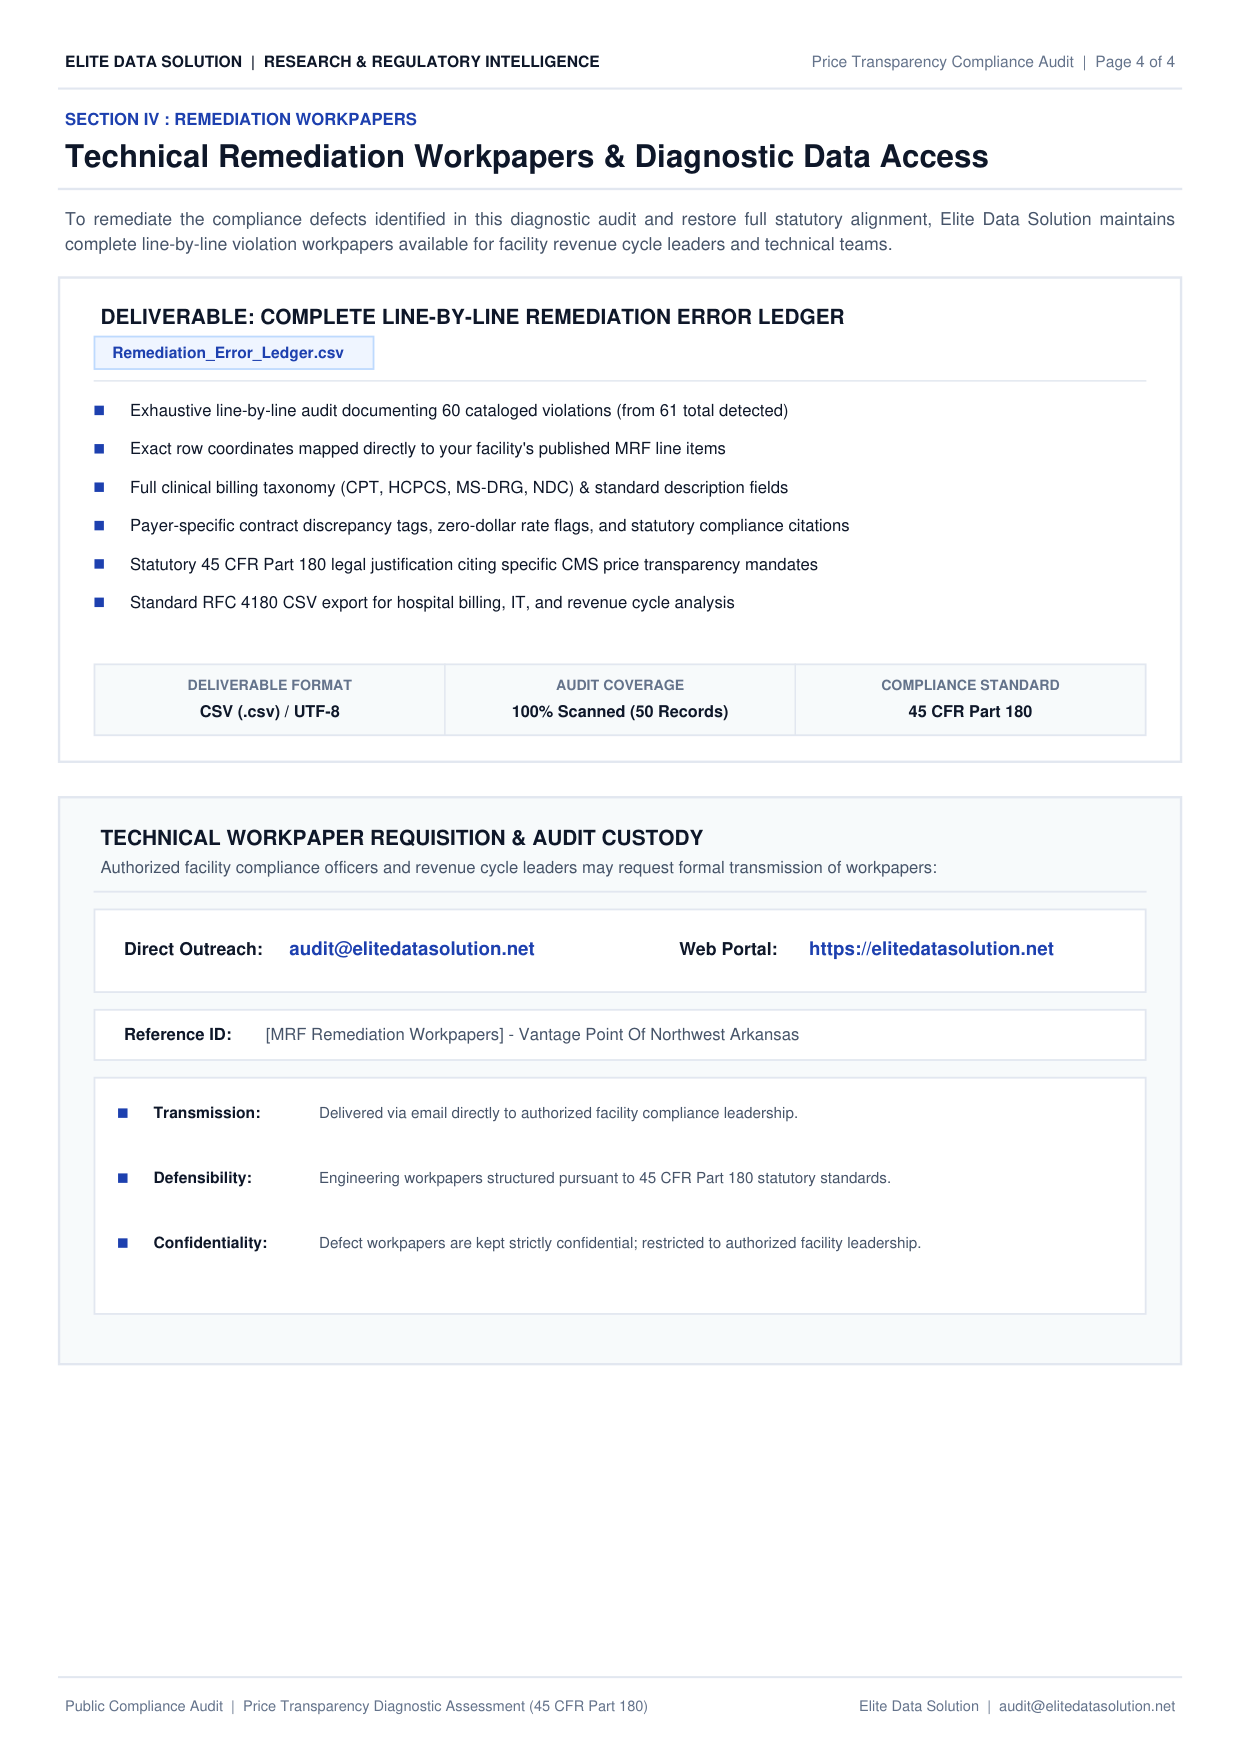 ELITE DATA SOLUTION | RESEARCH & REGULATORY INTELLIGENCE
Price Transparency Compliance Audit | Page 4 of 4
SECTION IV : REMEDIATION WORKPAPERS
Technical Remediation Workpapers & Diagnostic Data Access
To remediate the compliance defects identified in this diagnostic audit and restore full statutory alignment, Elite Data Solution maintains
complete line-by-line violation workpapers available for facility revenue cycle leaders and technical teams.
DELIVERABLE: COMPLETE LINE-BY-LINE REMEDIATION ERROR LEDGER
Remediation_Error_Ledger.csv
Exhaustive line-by-line audit documenting 60 cataloged violations (from 61 total detected)
Exact row coordinates mapped directly to your facility's published MRF line items
Full clinical billing taxonomy (CPT, HCPCS, MS-DRG, NDC) & standard description fields
Payer-specific contract discrepancy tags, zero-dollar rate flags, and statutory compliance citations
Statutory 45 CFR Part 180 legal justification citing specific CMS price transparency mandates
Standard RFC 4180 CSV export for hospital billing, IT, and revenue cycle analysis
DELIVERABLE FORMAT
CSV (.csv) / UTF-8
AUDIT COVERAGE
100% Scanned (50 Records)
COMPLIANCE STANDARD
45 CFR Part 180
TECHNICAL WORKPAPER REQUISITION & AUDIT CUSTODY
Authorized facility compliance officers and revenue cycle leaders may request formal transmission of workpapers:
Direct Outreach: audit@elitedatasolution.net
Web Portal: https://elitedatasolution.net
Reference ID: [MRF Remediation Workpapers] - Vantage Point Of Northwest Arkansas
Transmission: Delivered via email directly to authorized facility compliance leadership.
Defensibility: Engineering workpapers structured pursuant to 45 CFR Part 180 statutory standards.
Confidentiality: Defect workpapers are kept strictly confidential; restricted to authorized facility leadership.
Public Compliance Audit | Price Transparency Diagnostic Assessment (45 CFR Part 180)
Elite Data Solution | audit@elitedatasolution.net